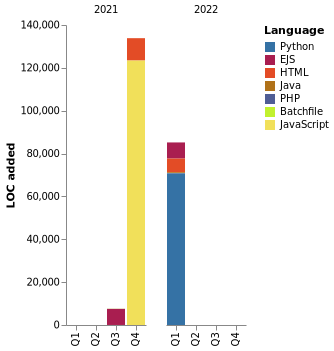 2021 2022
Language
Python
EJS
HTML
Java
PHP
Batchfile
JavaScript
LOC added
140,000
120,000
100,000
80,000
60,000
40,000
20,000
0
Q1 Q2 Q3 Q4 Q1 Q2 Q3 Q4